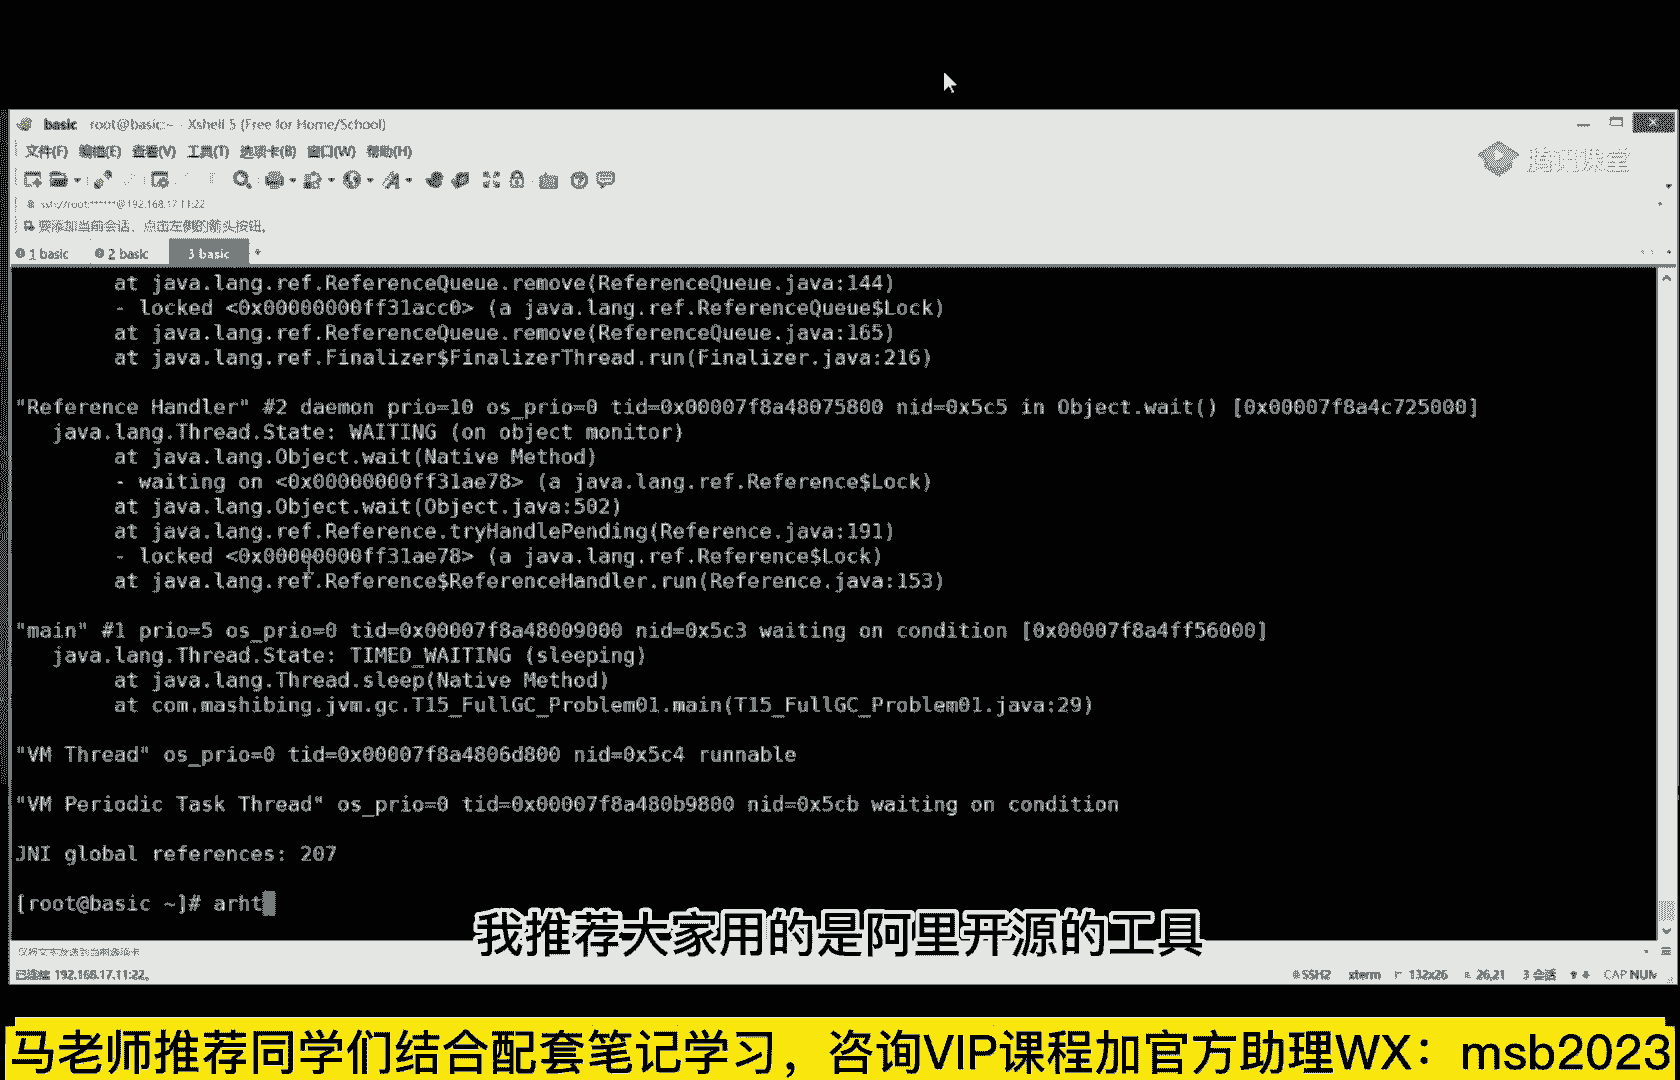 basic root@basic:~ - Xshell 5 (Free for Home/School)
文件(F) 编辑(E) 查看(V) 工具(T) 选项卡(B) 窗口(W) 帮助(H)
腾讯课堂
ssh://root:******@192.168.17.11:22
要添加当前会话，点击左侧的箭头按钮。
1 basic 2 basic 3 basic +
at java.lang.ref.ReferenceQueue.remove(ReferenceQueue.java:144)
- locked <0x00000000ff31acc0> (a java.lang.ref.ReferenceQueue$Lock)
at java.lang.ref.ReferenceQueue.remove(ReferenceQueue.java:165)
at java.lang.ref.Finalizer$FinalizerThread.run(Finalizer.java:216)
"Reference Handler" #2 daemon prio=10 os_prio=0 tid=0x00007f8a48075800 nid=0x5c5 in Object.wait() [0x00007f8a4c725000]
java.lang.Thread.State: WAITING (on object monitor)
at java.lang.Object.wait(Native Method)
- waiting on <0x00000000ff31ae78> (a java.lang.ref.Reference$Lock)
at java.lang.Object.wait(Object.java:502)
at java.lang.ref.Reference.tryHandlePending(Reference.java:191)
- locked <0x00000000ff31ae78> (a java.lang.ref.Reference$Lock)
at java.lang.ref.Reference$ReferenceHandler.run(Reference.java:153)
"main" #1 prio=5 os_prio=0 tid=0x00007f8a48009000 nid=0x5c3 waiting on condition [0x00007f8a4ff56000]
java.lang.Thread.State: TIMED_WAITING (sleeping)
at java.lang.Thread.sleep(Native Method)
at com.mashibing.jvm.gc.T15_FullGC_Problem01.main(T15_FullGC_Problem01.java:29)
"VM Thread" os_prio=0 tid=0x00007f8a4806d800 nid=0x5c4 runnable
"VM Periodic Task Thread" os_prio=0 tid=0x00007f8a480b9800 nid=0x5cb waiting on condition
JNI global references: 207
[root@basic ~]# arht
我推荐大家用的是阿里开源的工具
仅将文本发送到当前选项卡
已连接 192.168.17.11:22。 SSH2 xterm 132x26 26,21 3 会话 CAP NUM
马老师推荐同学们结合配套笔记学习，咨询VIP课程加官方助理WX：msb2023